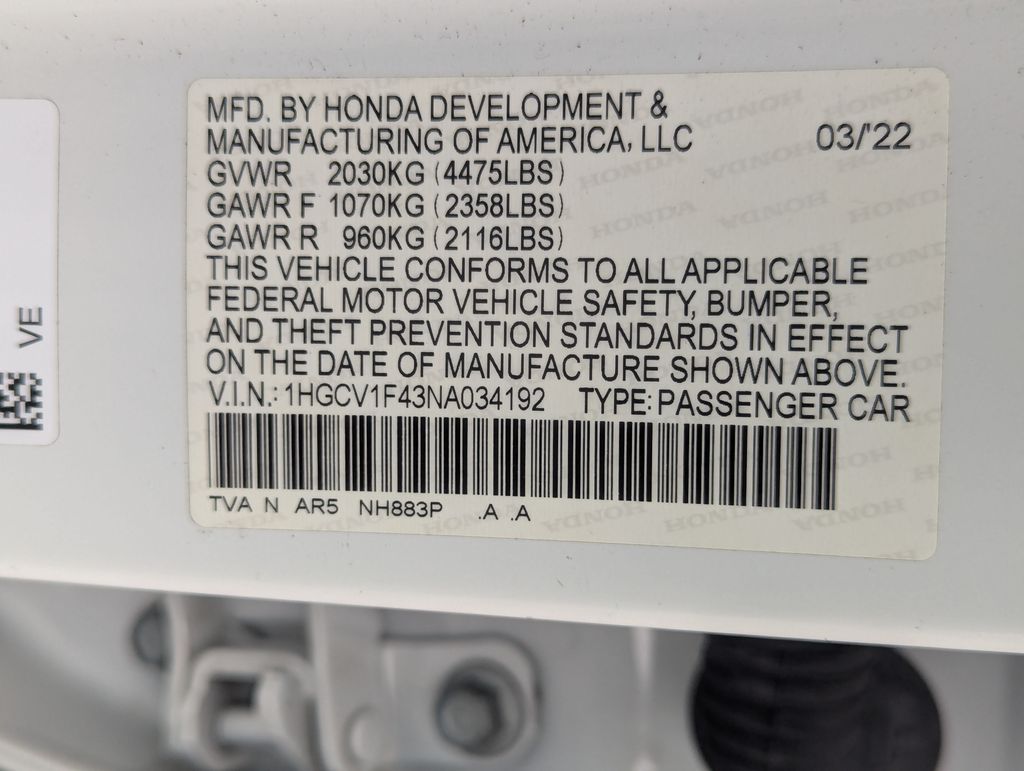 MFD. BY HONDA DEVELOPMENT &
MANUFACTURING OF AMERICA, LLC 03/'22
GVWR 2030KG (4475LBS)
GAWR F 1070KG (2358LBS)
GAWR R 960KG (2116LBS)
THIS VEHICLE CONFORMS TO ALL APPLICABLE
FEDERAL MOTOR VEHICLE SAFETY, BUMPER,
AND THEFT PREVENTION STANDARDS IN EFFECT
ON THE DATE OF MANUFACTURE SHOWN ABOVE.
V.I.N.: 1HGCV1F43NA034192 TYPE: PASSENGER CAR
TVA N AR5 NH883P .A .A
VE